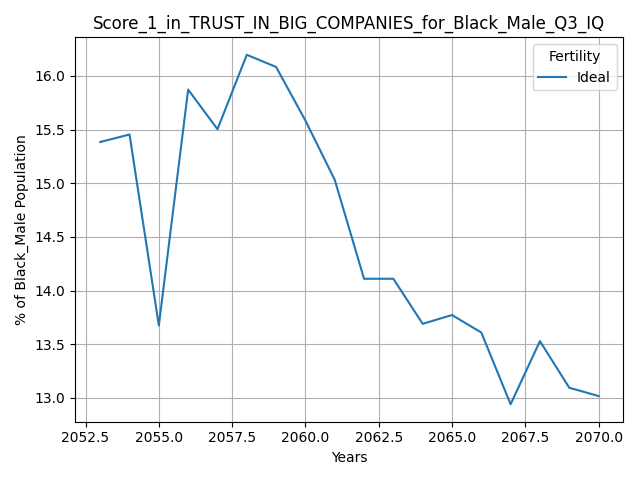 Score_1_in_TRUST_IN_BIG_COMPANIES_for_Black_Male_Q3_IQ
Fertility
Ideal
16.0
15.5
15.0
14.5
14.0
13.5
13.0
% of Black_Male Population
2052.5 2055.0 2057.5 2060.0 2062.5 2065.0 2067.5 2070.0
Years